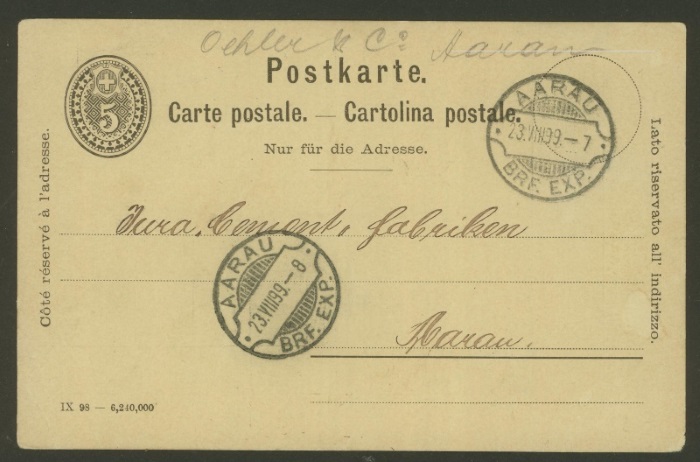 Oehler & Co Aarau
Postkarte.
5
Carte postale. — Cartolina postale.
Nur für die Adresse.
AARAU
23.VIII.99.–7
BRF. EXP.
Côté réservé à l'adresse.
Lato riservato all' indirizzo.
Jura-Cement-Fabriken
AARAU
23.VIII.99.–8
BRF. EXP.
Aarau.
IX 98 — 6,240,000